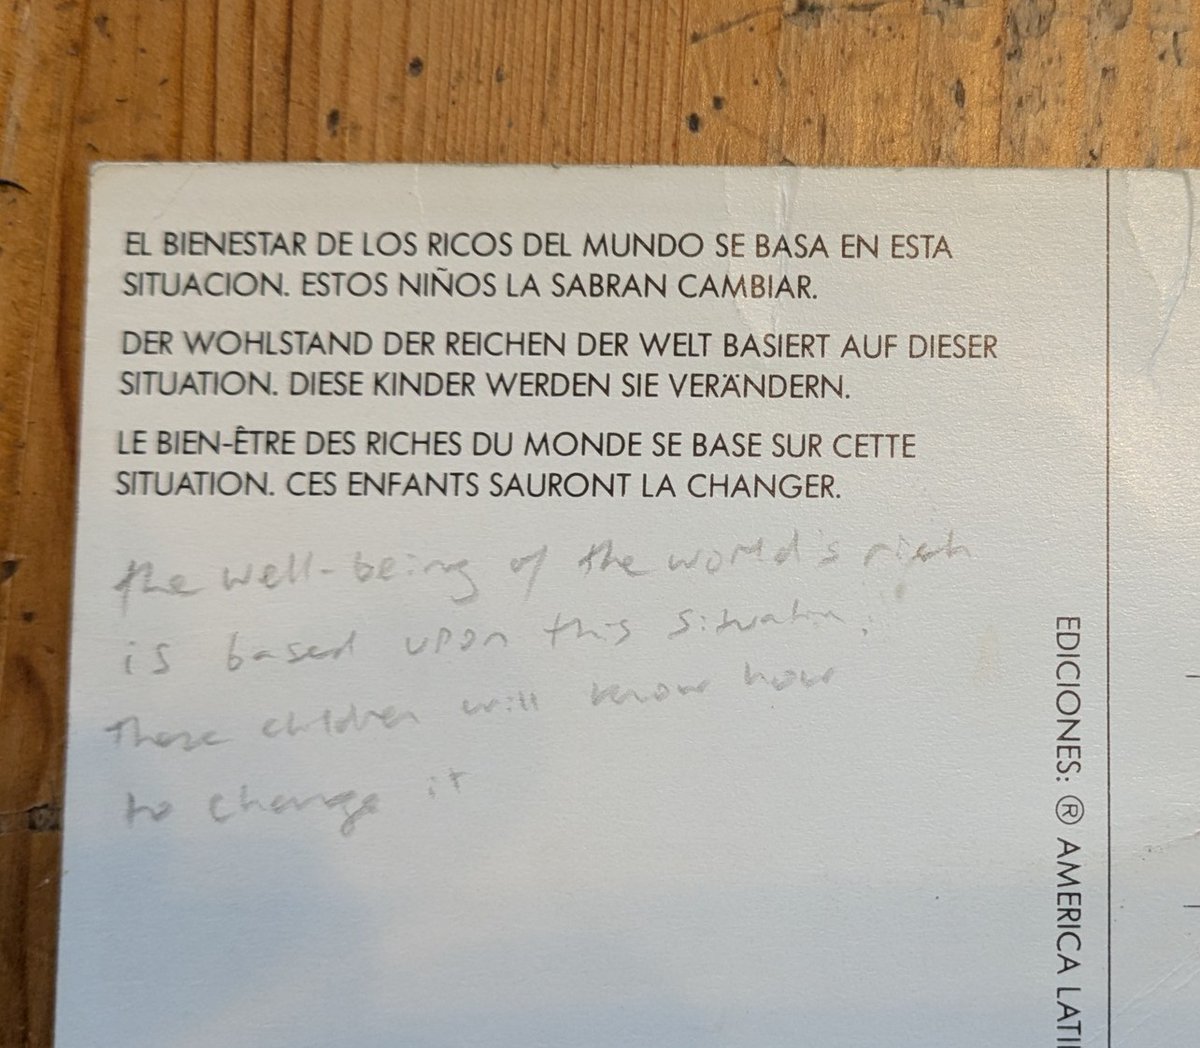 EL BIENESTAR DE LOS RICOS DEL MUNDO SE BASA EN ESTA
SITUACION. ESTOS NIÑOS LA SABRAN CAMBIAR.
DER WOHLSTAND DER REICHEN DER WELT BASIERT AUF DIESER
SITUATION. DIESE KINDER WERDEN SIE VERÄNDERN.
LE BIEN-ÊTRE DES RICHES DU MONDE SE BASE SUR CETTE
SITUATION. CES ENFANTS SAURONT LA CHANGER.
the well-being of the world's rich
is based upon this situation.
These children will know how
to change it
EDICIONES: ® AMERICA LATI